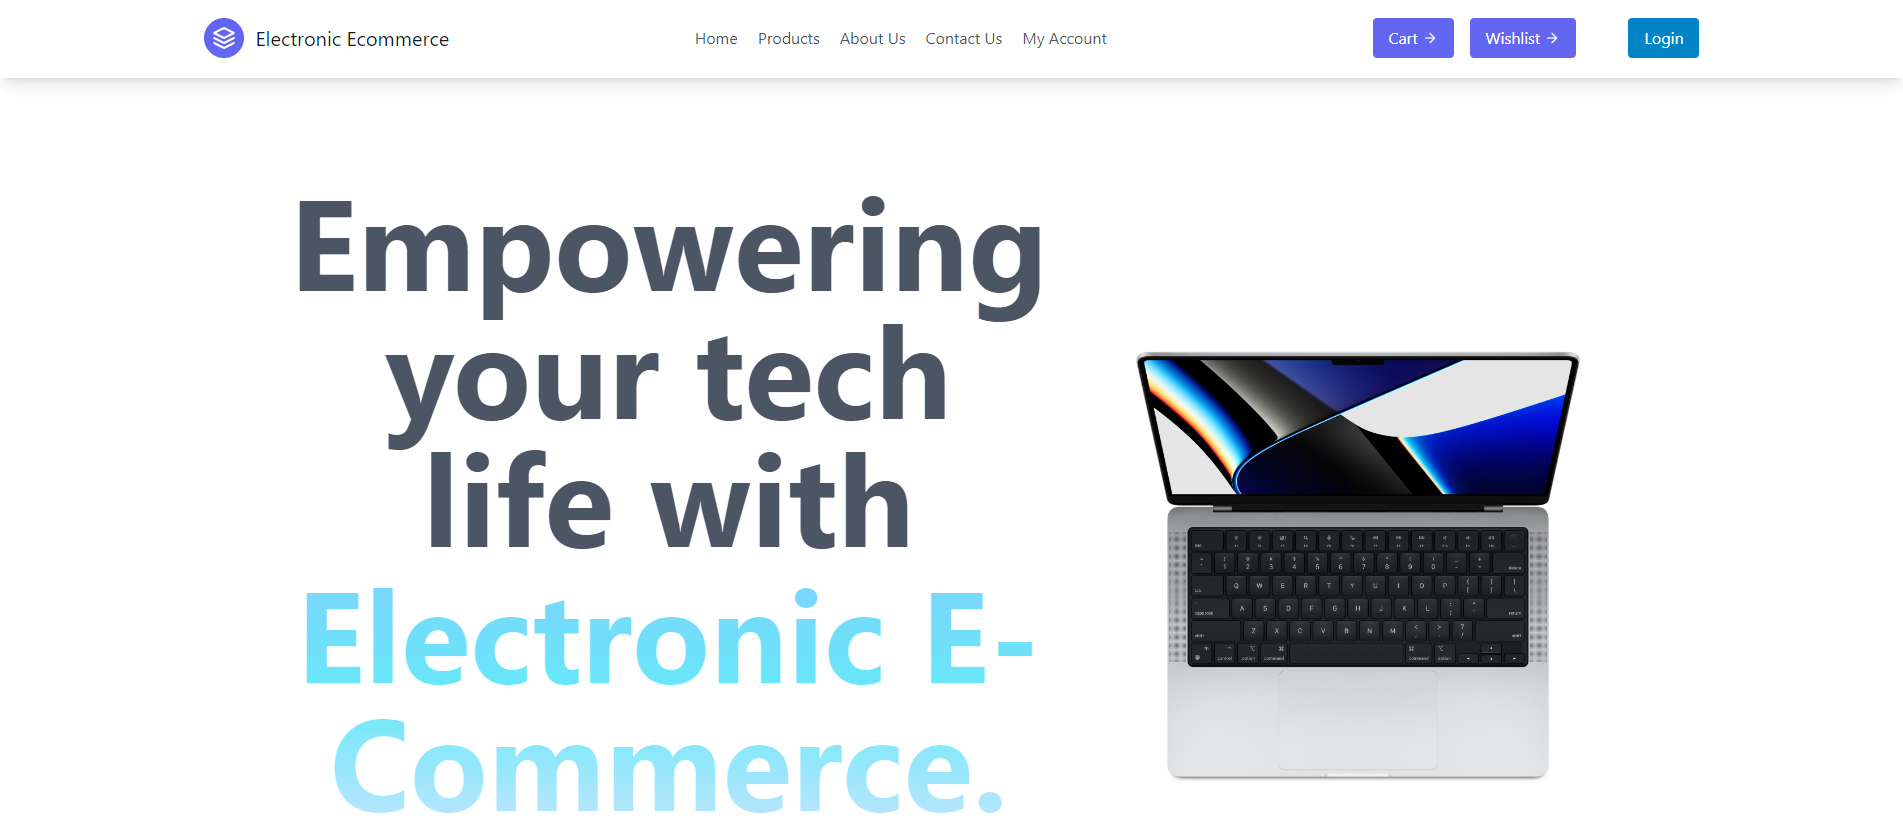 Electronic Ecommerce
Home Products About Us Contact Us My Account
Cart → Wishlist → Login
Empowering
your tech
life with
Electronic E-
Commerce.